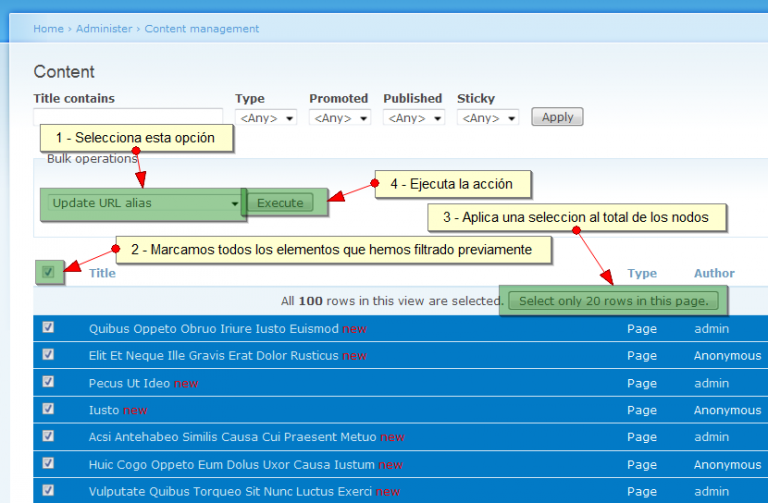 Home › Administer › Content management
Content
Title contains Type Promoted Published Sticky
<Any> <Any> <Any> <Any> Apply
1 - Selecciona esta opción
Bulk operations
4 - Ejecuta la acción
Update URL alias Execute
3 - Aplica una seleccion al total de los nodos
2 - Marcamos todos los elementos que hemos filtrado previamente
Title Type Author
All 100 rows in this view are selected. Select only 20 rows in this page.
Quibus Oppeto Obruo Iriure Iusto Euismod new Page admin
Elit Et Neque Ille Gravis Erat Dolor Rusticus new Page Anonymous
Pecus Ut Ideo new Page admin
Iusto new Page Anonymous
Acsi Antehabeo Similis Causa Cui Praesent Metuo new Page admin
Huic Cogo Oppeto Eum Dolus Uxor Causa Iustum new Page Anonymous
Vulputate Quibus Torqueo Sit Nunc Luctus Exerci new Page admin